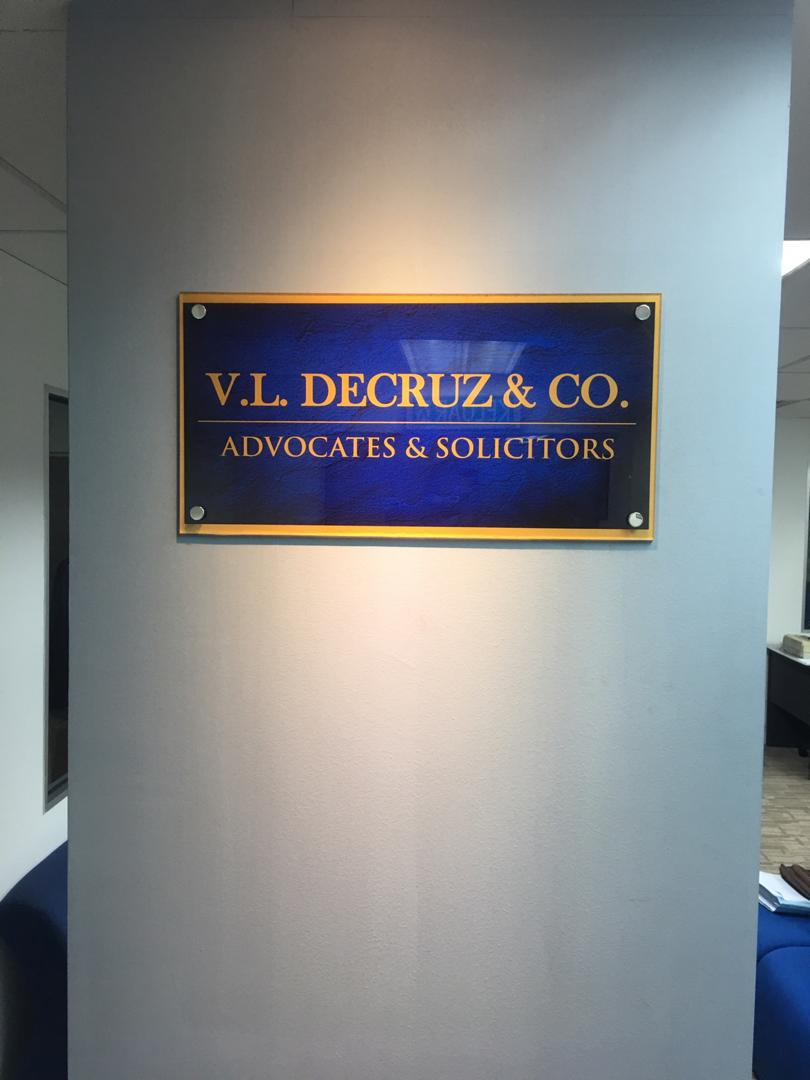 V.L. DECRUZ & CO.
ADVOCATES & SOLICITORS